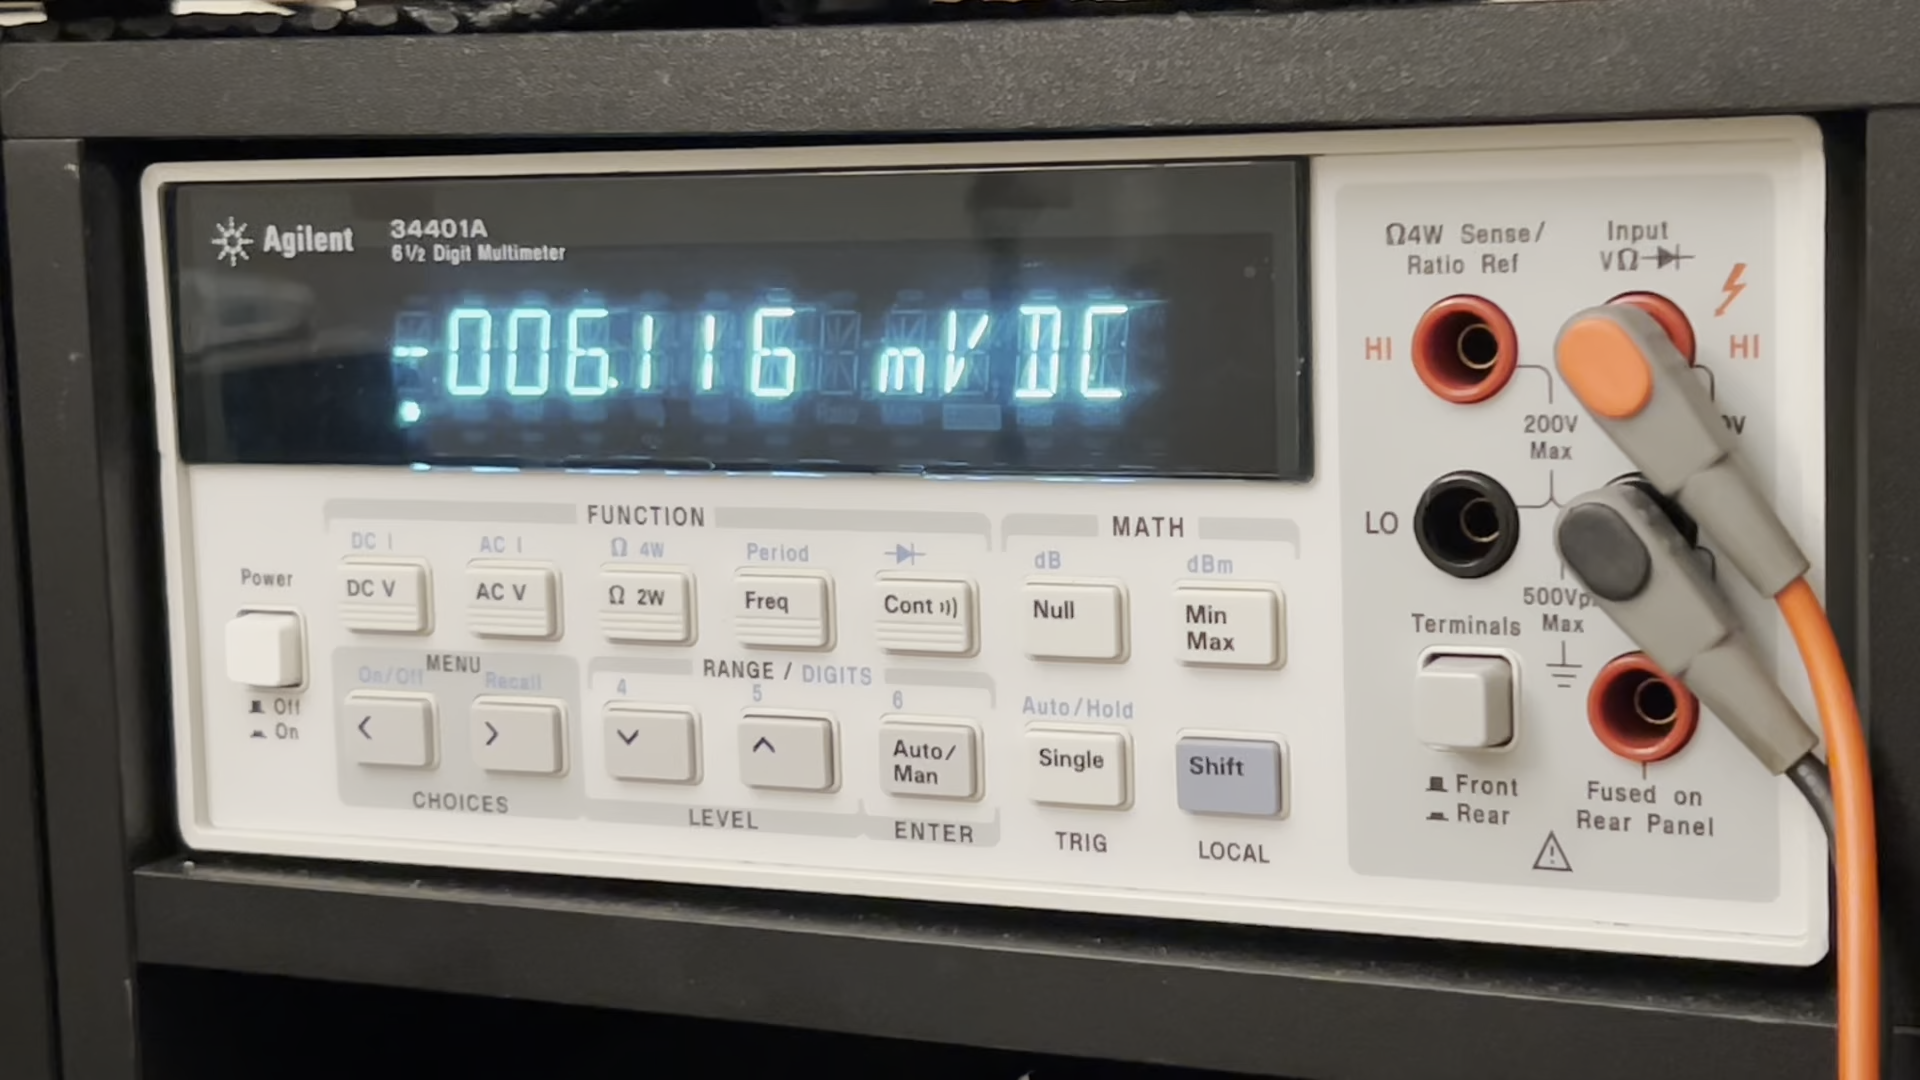 Agilent
34401A
6½ Digit Multimeter
-006.116 mV DC
FUNCTION
DC I
AC I
Ω 4W
Period
DC V
AC V
Ω 2W
Freq
Cont
MATH
dB
dBm
Null
Min
Max
Power
Off
On
MENU
On/Off
Recall
<
>
CHOICES
RANGE / DIGITS
4
5
6
Auto/
Man
LEVEL
ENTER
Auto/Hold
Single
TRIG
Shift
LOCAL
Ω4W Sense/
Ratio Ref
Input
VΩ
HI
HI
200V
Max
LO
500Vp
Max
Terminals
Front
Rear
Fused on
Rear Panel